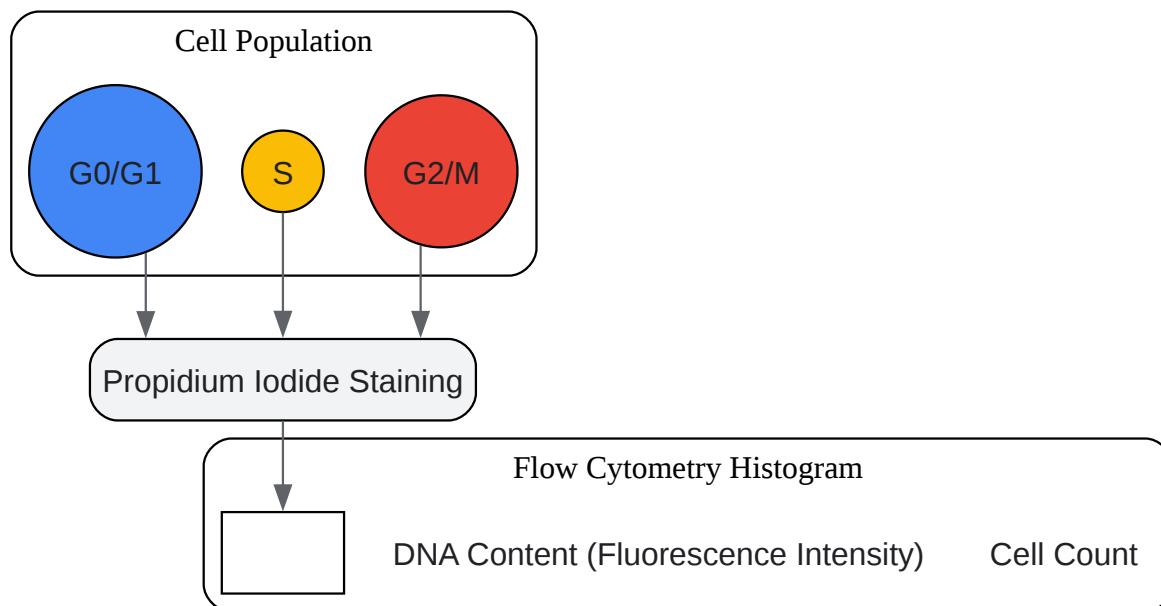 Cell Population
G0/G1
S
G2/M
Propidium Iodide Staining
Flow Cytometry Histogram
DNA Content (Fluorescence Intensity)
Cell Count